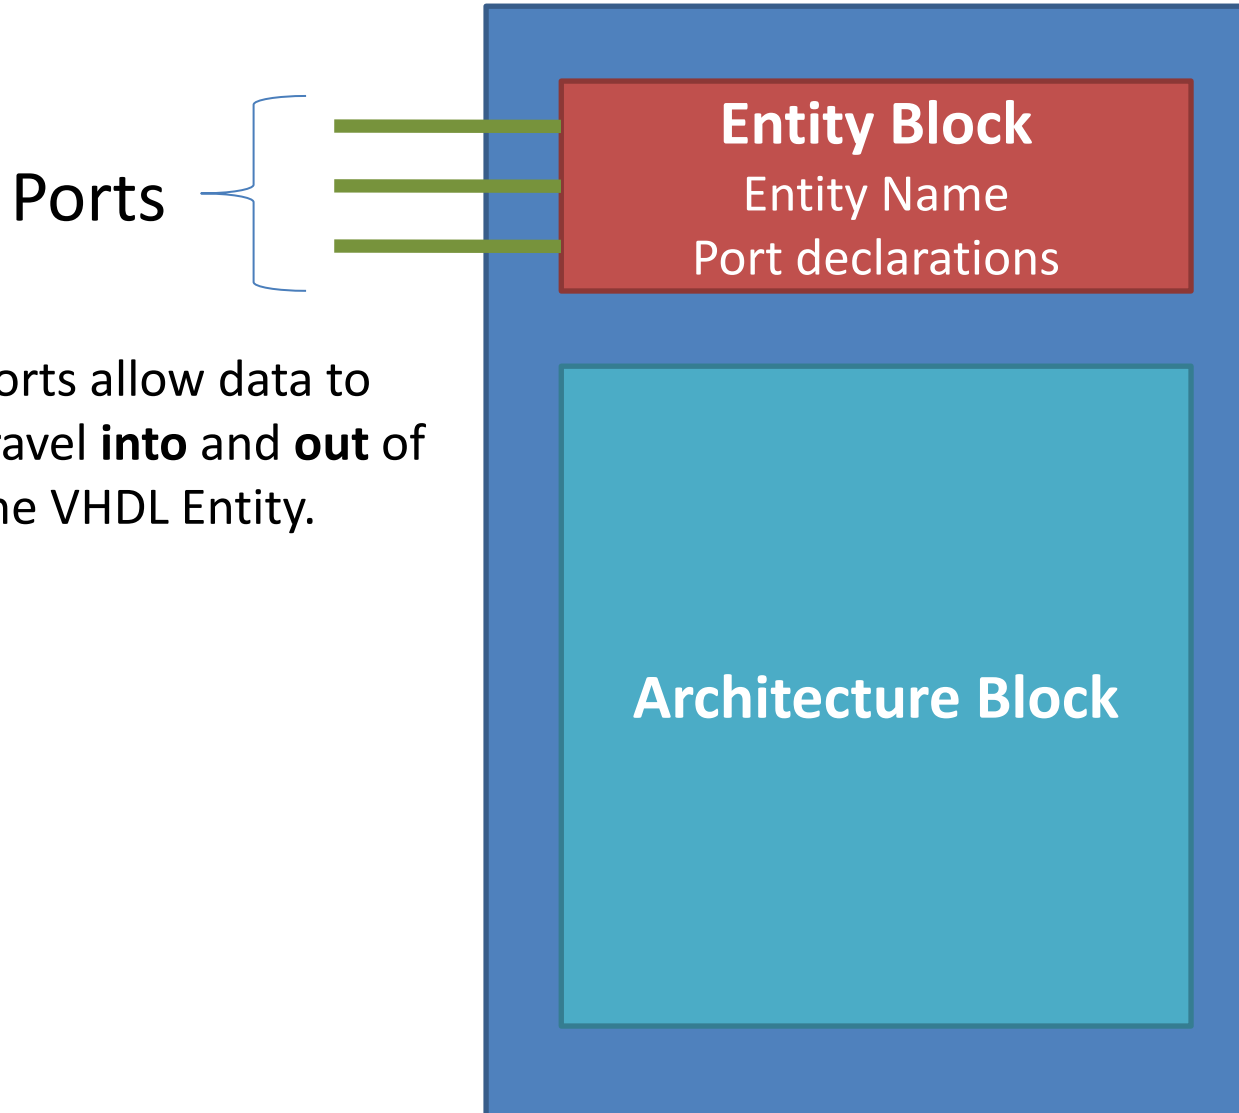 Entity Block
Entity Name
Port declarations
Ports
orts allow data to
ravel into and out of
ne VHDL Entity.
Architecture Block